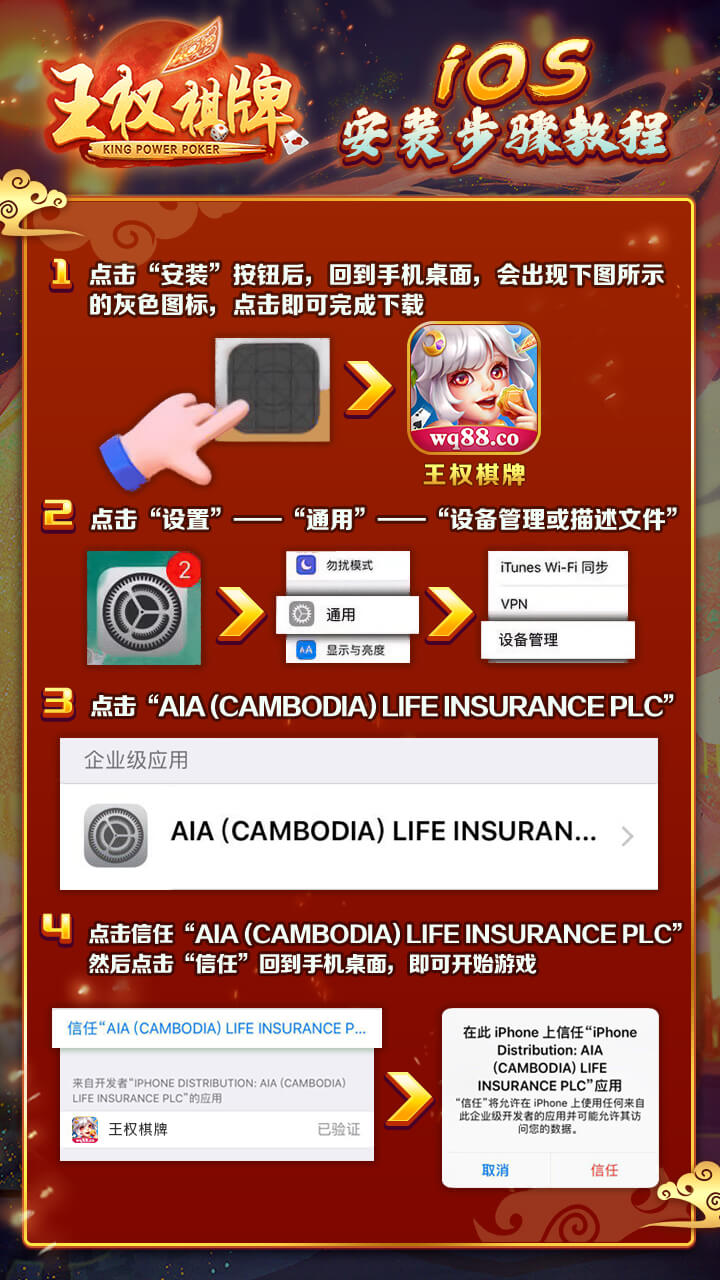 王权棋牌
KING POWER POKER
iOS
安装步骤教程
1 点击“安装”按钮后，回到手机桌面，会出现下图所示
的灰色图标，点击即可完成下载
wq88.co
王权棋牌
2 点击“设置”——“通用”——“设备管理或描述文件”
2
勿扰模式
通用
AA 显示与亮度
iTunes Wi-Fi 同步
VPN
设备管理
3 点击“AIA (CAMBODIA) LIFE INSURANCE PLC”
企业级应用
AIA (CAMBODIA) LIFE INSURAN...
4 点击信任“AIA (CAMBODIA) LIFE INSURANCE PLC”
然后点击“信任”回到手机桌面，即可开始游戏
信任“AIA (CAMBODIA) LIFE INSURANCE P...
来自开发者“IPHONE DISTRIBUTION: AIA (CAMBODIA)
LIFE INSURANCE PLC”的应用
wq88.co
王权棋牌 已验证
在此 iPhone 上信任“iPhone
Distribution: AIA
(CAMBODIA) LIFE
INSURANCE PLC”应用
“信任”将允许在 iPhone 上使用任何来自
此企业级开发者的应用并可能允许其访
问您的数据。
取消 信任